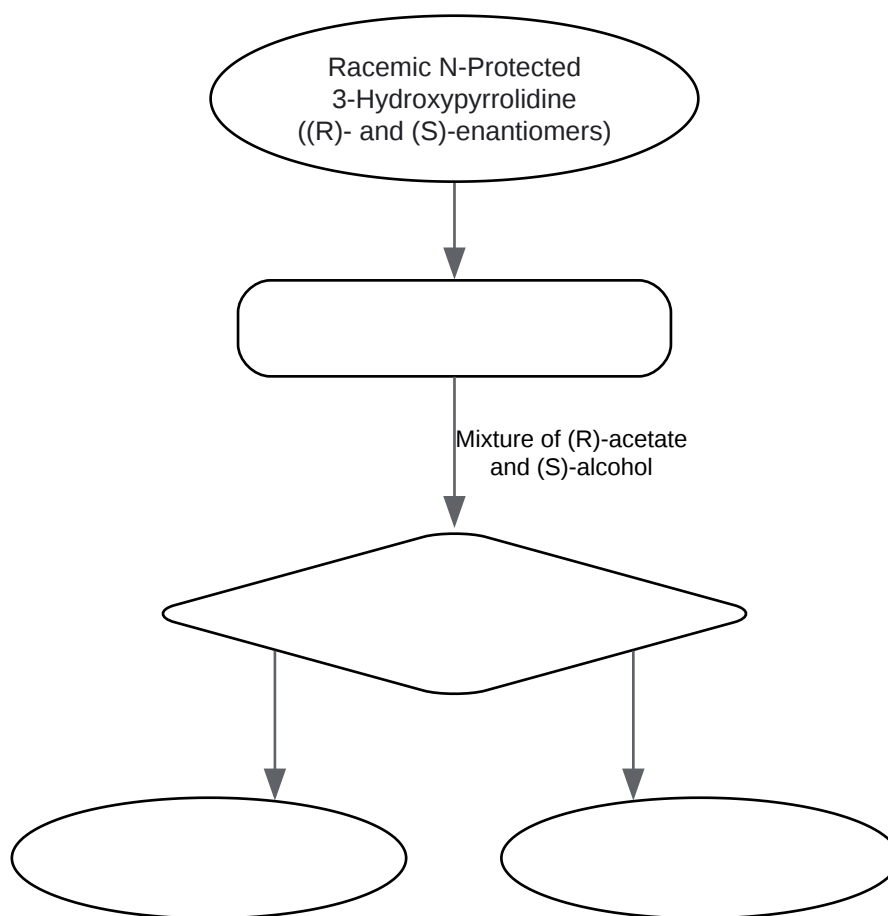 Racemic N-Protected
3-Hydroxypyrrolidine
((R)- and (S)-enantiomers)
Mixture of (R)-acetate
and (S)-alcohol